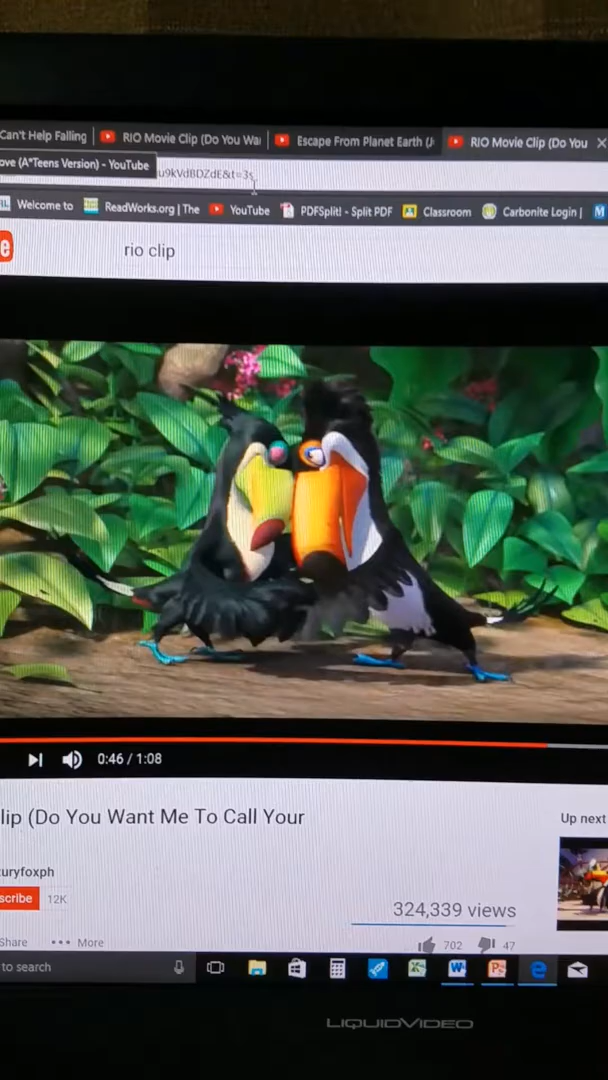 Can't Help Falling
RIO Movie Clip (Do You Wa
Escape From Planet Earth (J
RIO Movie Clip (Do You
ove (A*Teens Version) - YouTube
u9kVdBDZdE&t=3s
Welcome to
ReadWorks.org | The
YouTube
PDFSplit! - Split PDF
Classroom
Carbonite Login |
M
e
rio clip
0:46 / 1:08
lip (Do You Want Me To Call Your
Up next
uryfoxph
scribe 12K
324,339 views
Share
••• More
702
47
to search
LIQUIDVIDEO